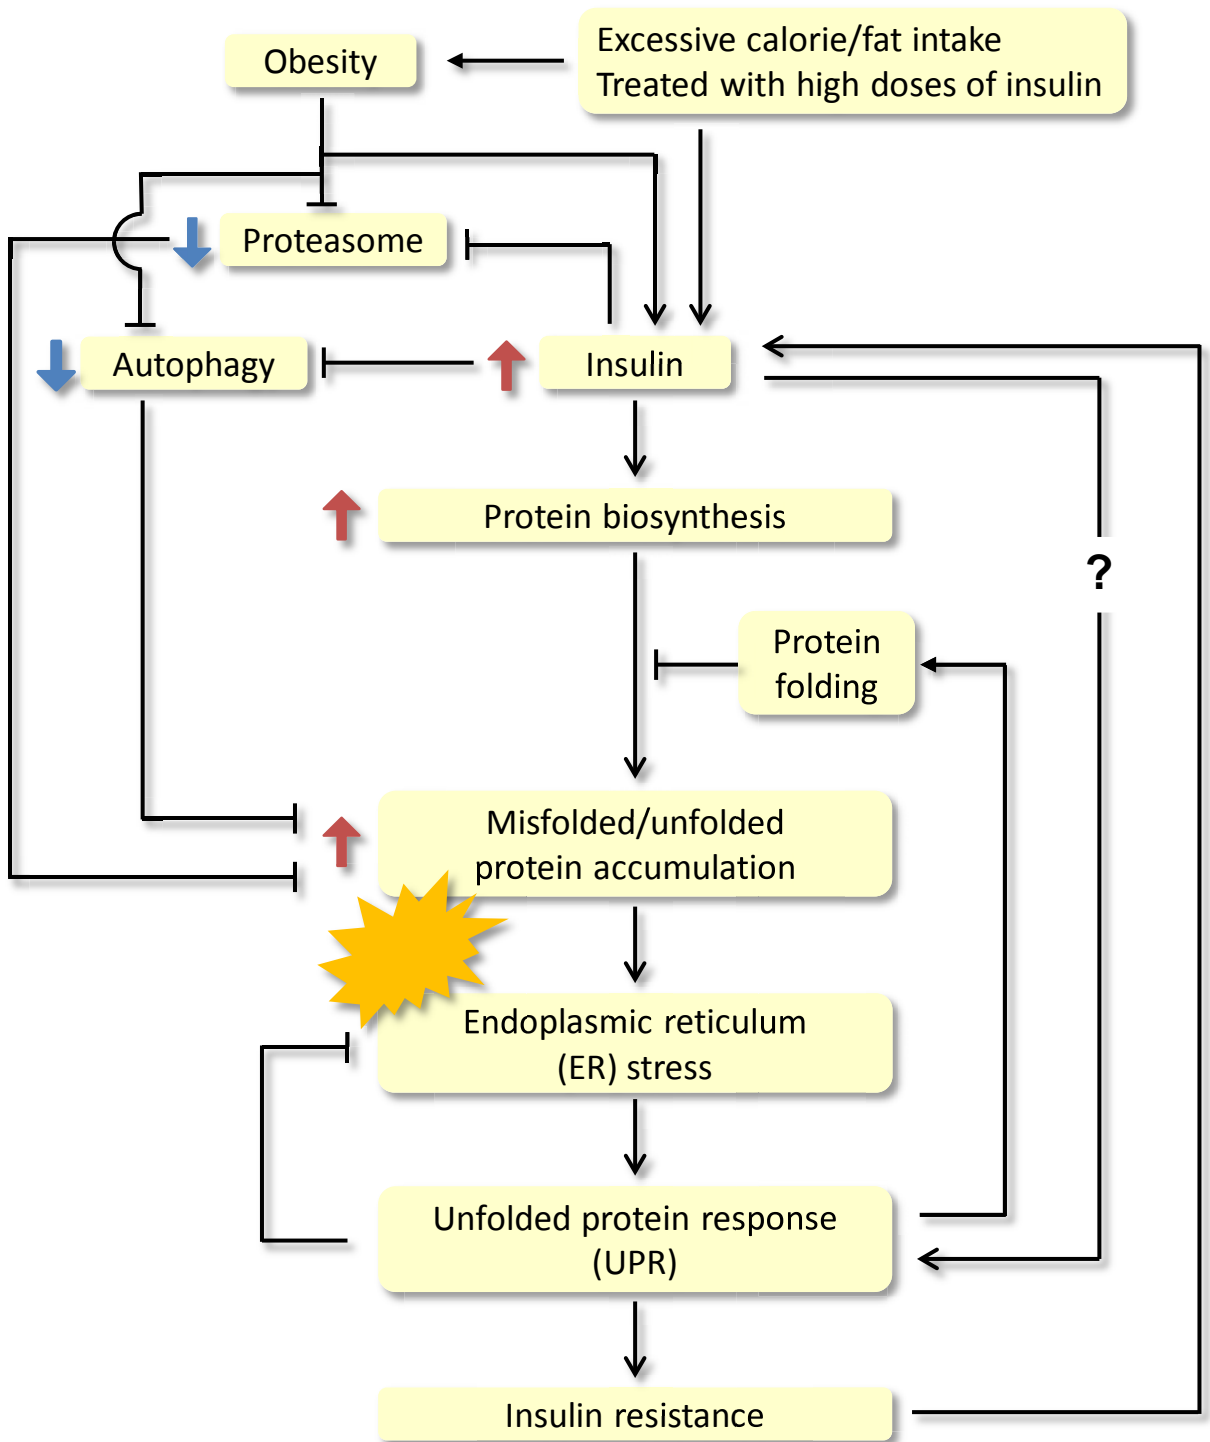 Obesity
Excessive calorie/fat intake
Treated with high doses of insulin
Proteasome
Autophagy
Insulin
Protein biosynthesis
?
Protein
folding
Misfolded/unfolded
protein accumulation
Endoplasmic reticulum
(ER) stress
Unfolded protein response
(UPR)
Insulin resistance